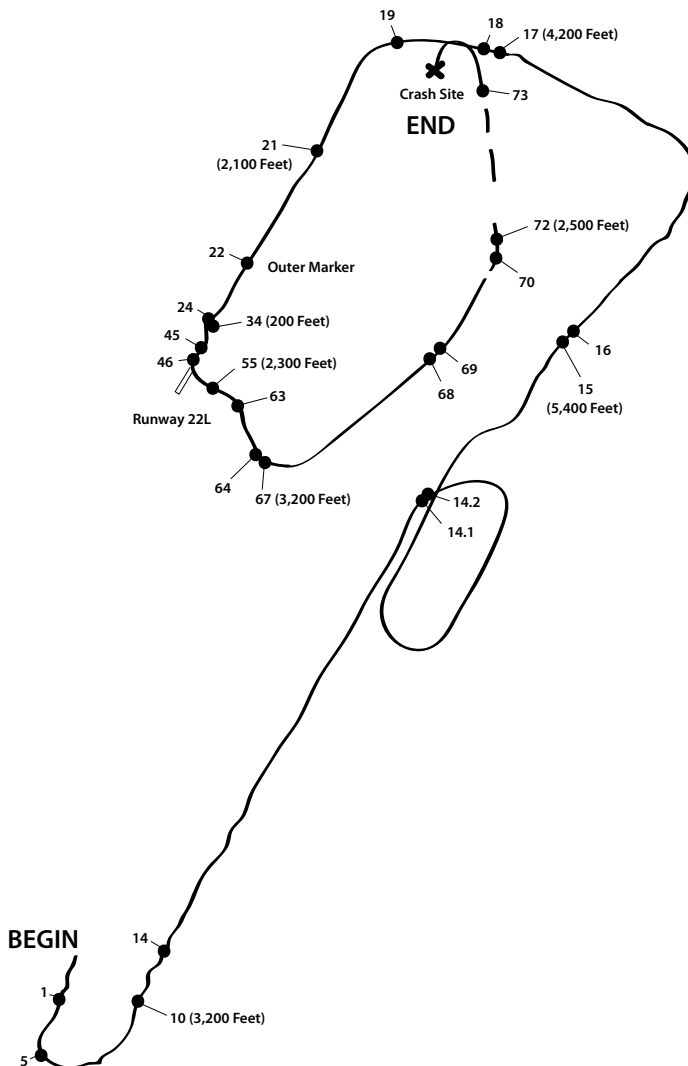 19
18
17 (4,200 Feet)
Crash Site
73
END
21
(2,100 Feet)
72 (2,500 Feet)
22
Outer Marker
70
24
34 (200 Feet)
45
16
46
55 (2,300 Feet)
69
15
(5,400 Feet)
68
63
Runway 22L
64
67 (3,200 Feet)
14.2
14.1
BEGIN
14
1
10 (3,200 Feet)
5